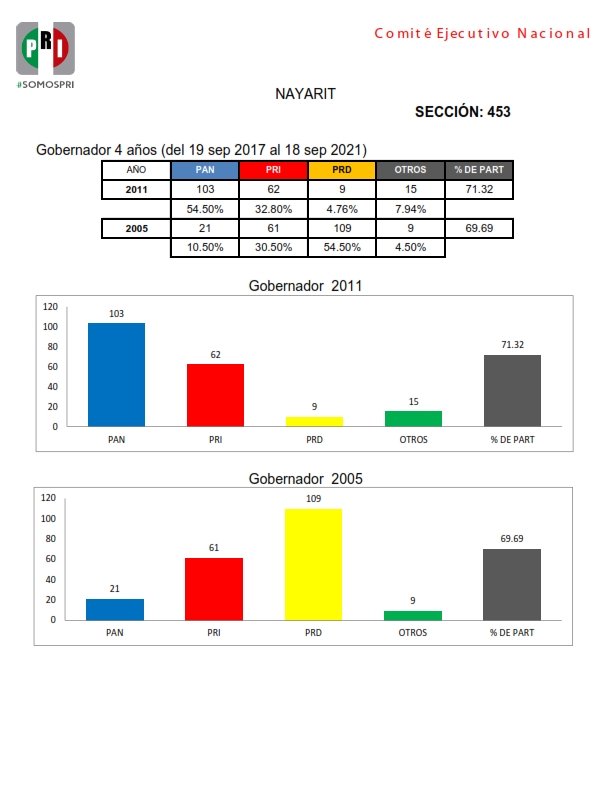 PRI
#SOMOSPRI
Comité Ejecutivo Nacional
NAYARIT
SECCIÓN: 453
Gobernador 4 años (del 19 sep 2017 al 18 sep 2021)
AÑO PAN PRI PRD OTROS % DE PART
2011 103 62 9 15 71.32
54.50% 32.80% 4.76% 7.94%
2005 21 61 109 9 69.69
10.50% 30.50% 54.50% 4.50%
Gobernador 2011
120
100
80
60
40
20
0
103
62
9
15
71.32
PAN PRI PRD OTROS % DE PART
Gobernador 2005
120
100
80
60
40
20
0
21
61
109
9
69.69
PAN PRI PRD OTROS % DE PART